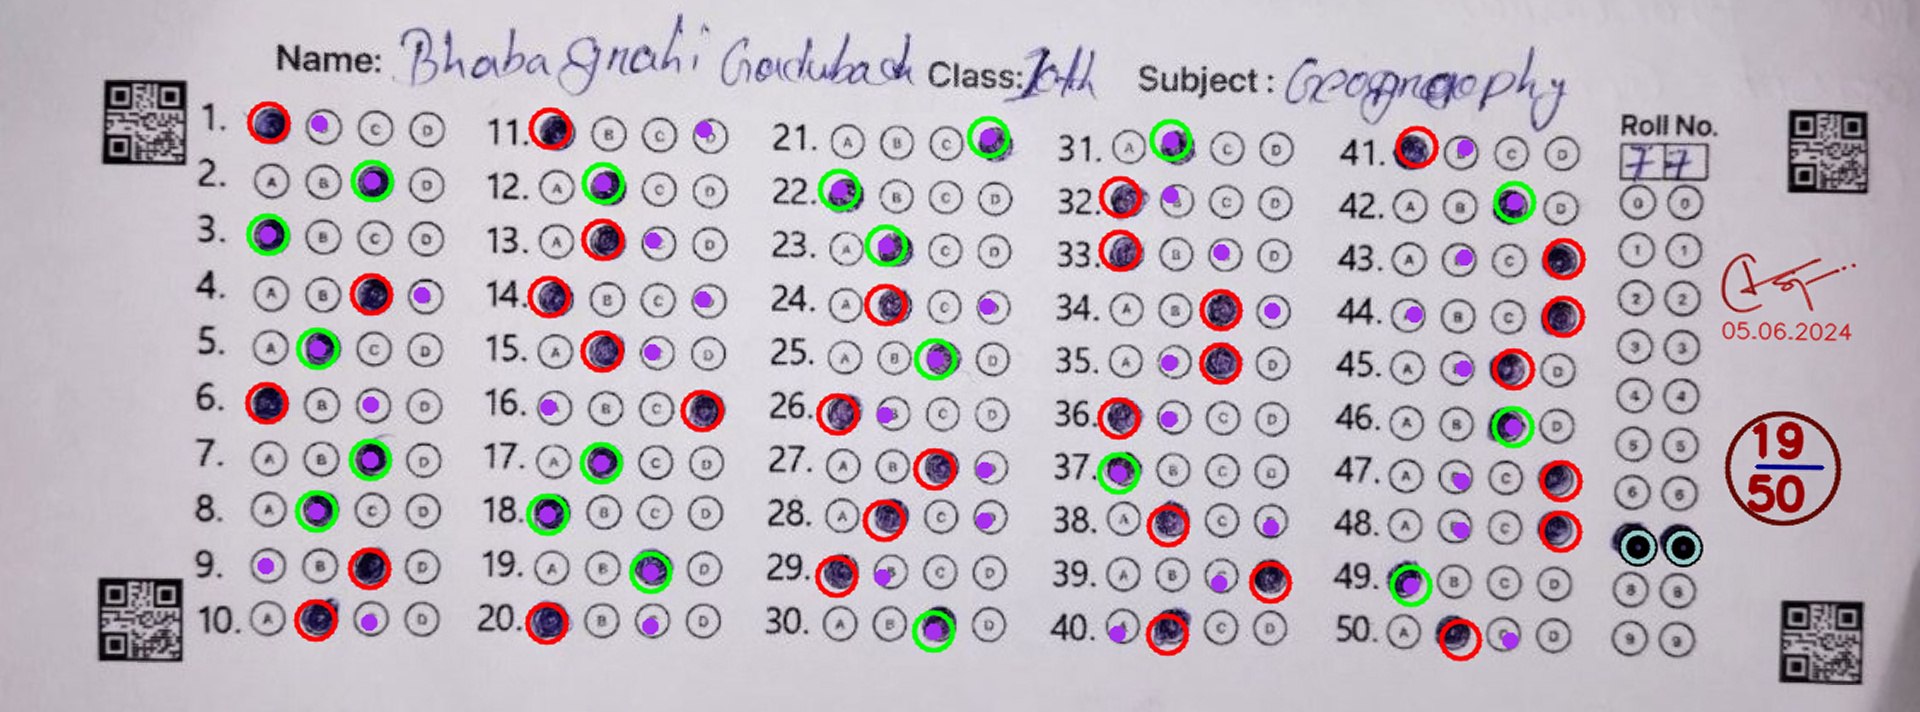 Name: Bhabagnahi Gadubash Class: 10th Subject: Geography
Roll No.
77
1. A B C D
2. A B C D
3. A B C D
4. A B C D
5. A B C D
6. A B C D
7. A B C D
8. A B C D
9. A B C D
10. A B C D
11. A B C D
12. A B C D
13. A B C D
14. A B C D
15. A B C D
16. A B C D
17. A B C D
18. A B C D
19. A B C D
20. A B C D
21. A B C D
22. A B C D
23. A B C D
24. A B C D
25. A B C D
26. A B C D
27. A B C D
28. A B C D
29. A B C D
30. A B C D
31. A B C D
32. A B C D
33. A B C D
34. A B C D
35. A B C D
36. A B C D
37. A B C D
38. A B C D
39. A B C D
40. A B C D
41. A B C D
42. A B C D
43. A B C D
44. A B C D
45. A B C D
46. A B C D
47. A B C D
48. A B C D
49. A B C D
50. A B C D
0 0
1 1
2 2
3 3
4 4
5 5
6 6
8 8
9 9
05.06.2024
19
50